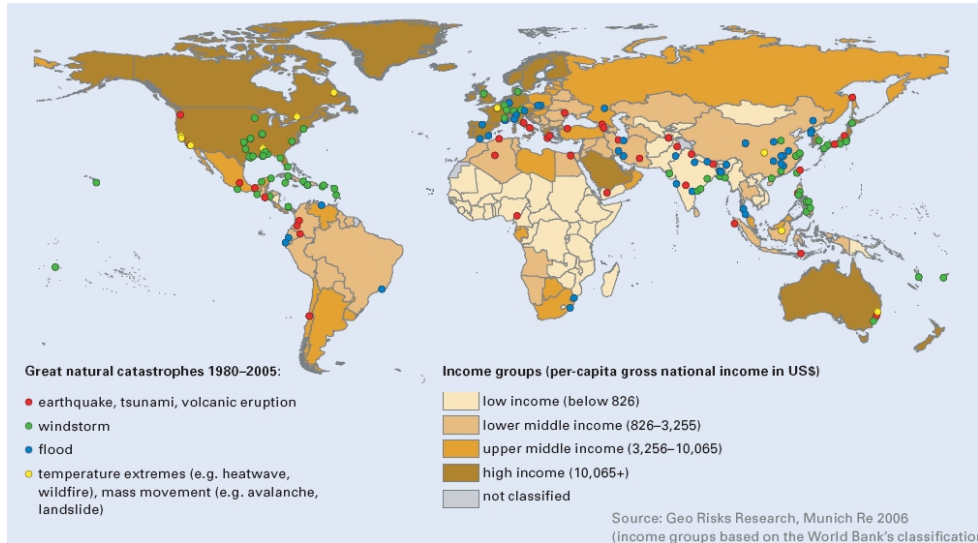 Great natural catastrophes 1980–2005:
earthquake, tsunami, volcanic eruption
windstorm
flood
temperature extremes (e.g. heatwave,
wildfire), mass movement (e.g. avalanche,
landslide)
Income groups (per-capita gross national income in US$)
low income (below 826)
lower middle income (826–3,255)
upper middle income (3,256–10,065)
high income (10,065+)
not classified
Source: Geo Risks Research, Munich Re 2006
(income groups based on the World Bank's classificatio